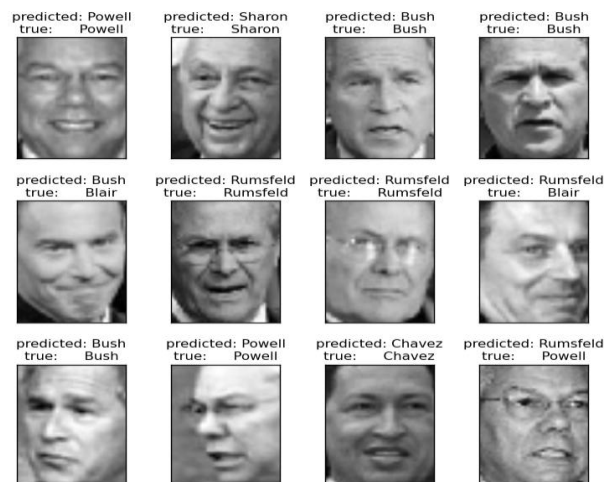 predicted: Powell
true: Powell
predicted: Sharon
true: Sharon
predicted: Bush
true: Bush
predicted: Bush
true: Bush
predicted: Bush
true: Blair
predicted: Rumsfeld
true: Rumsfeld
predicted: Rumsfeld
true: Rumsfeld
predicted: Rumsfeld
true: Blair
predicted: Bush
true: Bush
predicted: Powell
true: Powell
predicted: Chavez
true: Chavez
predicted: Rumsfeld
true: Powell